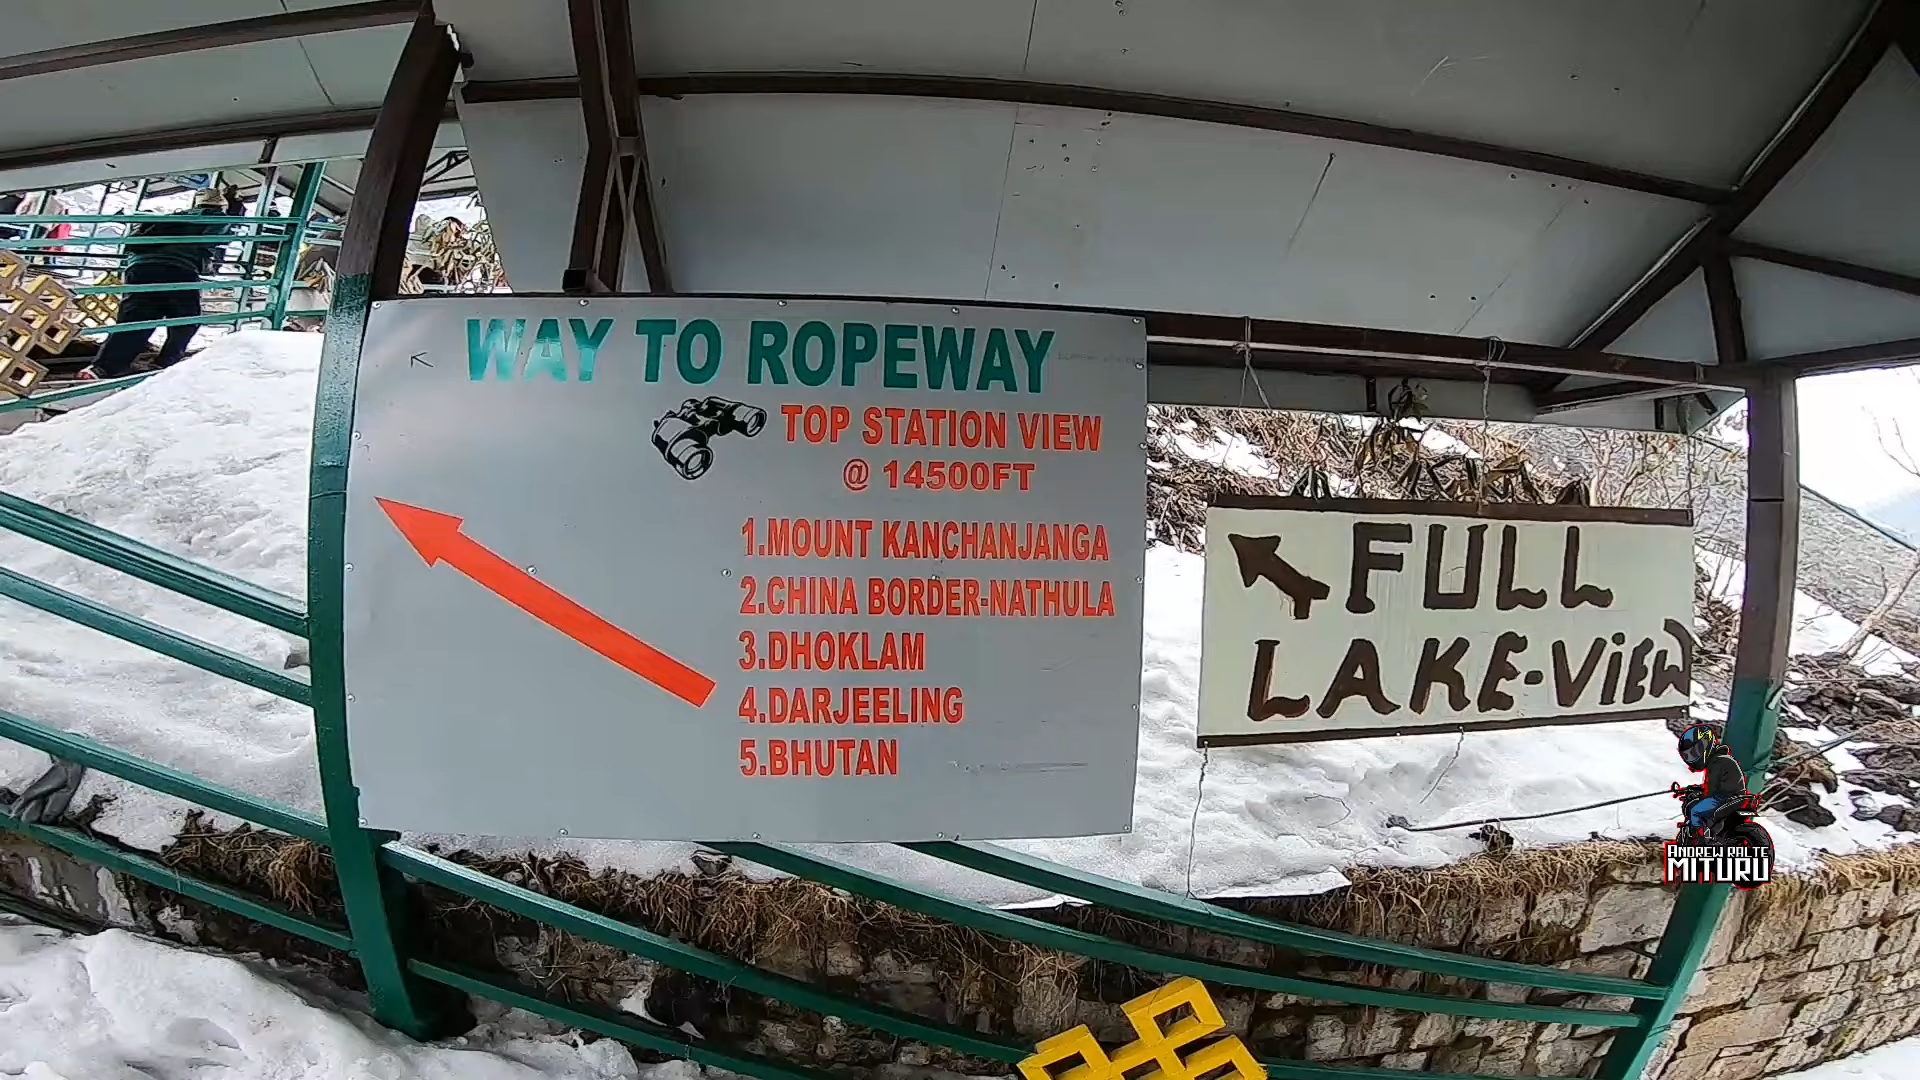 WAY TO ROPEWAY
TOP STATION VIEW
@ 14500FT
1.MOUNT KANCHANJANGA
2.CHINA BORDER-NATHULA
3.DHOKLAM
4.DARJEELING
5.BHUTAN
FULL
LAKE-ViEW
ANDREW RALTE
MITURU